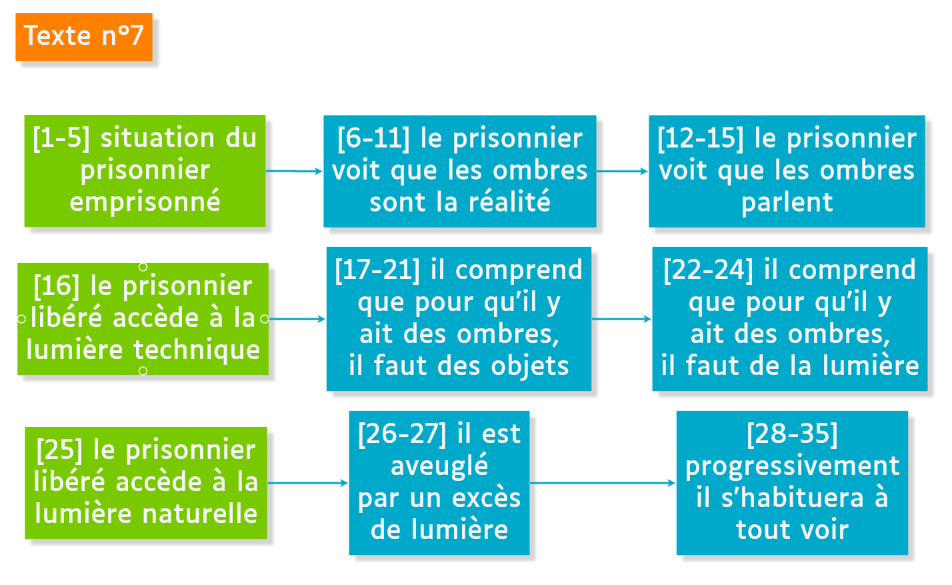 Texte n°7
[1-5] situation du
prisonnier
emprisonné
[6-11] le prisonnier
voit que les ombres
sont la réalité
[12-15] le prisonnier
voit que les ombres
parlent
[16] le prisonnier
libéré accède à la
lumière technique
[17-21] il comprend
que pour qu'il y
ait des ombres,
il faut des objets
[22-24] il comprend
que pour qu'il y
ait des ombres,
il faut de la lumière
[25] le prisonnier
libéré accède à la
lumière naturelle
[26-27] il est
aveuglé
par un excès
de lumière
[28-35]
progressivement
il s'habituera à
tout voir